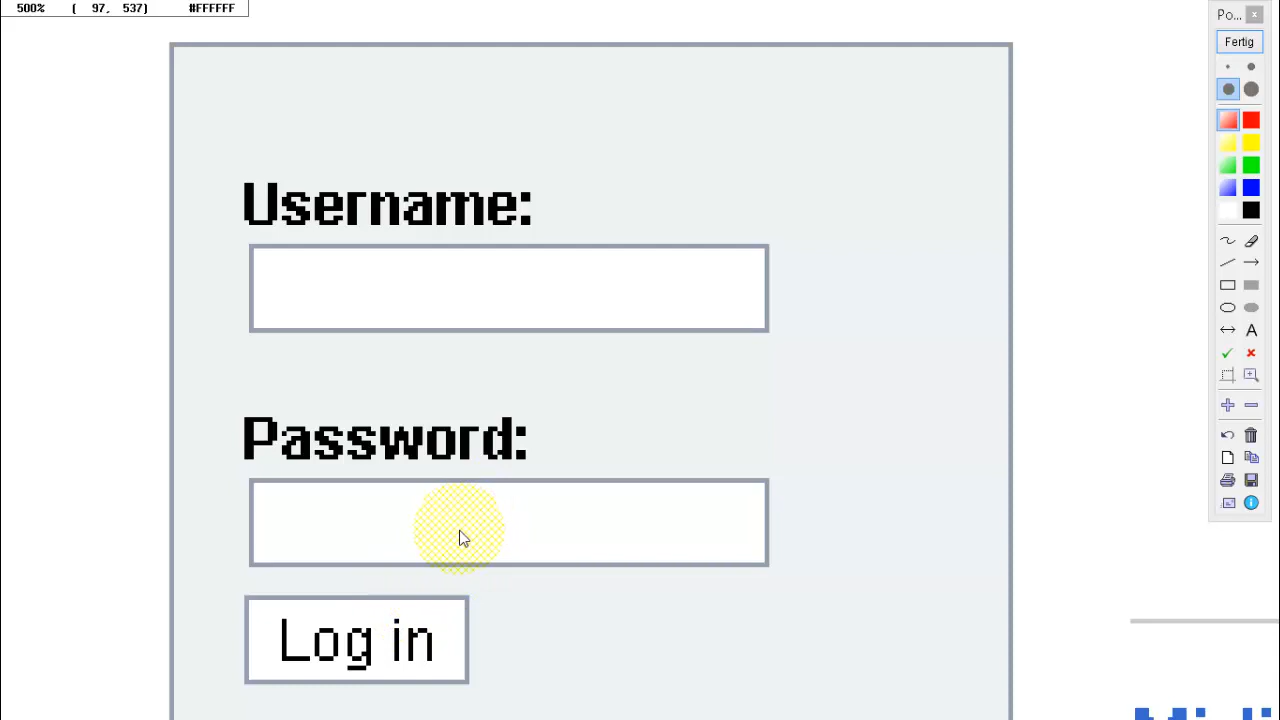 500% ( 97, 537) #FFFFFF
Po...
Fertig
Username:
A
Password:
Log in